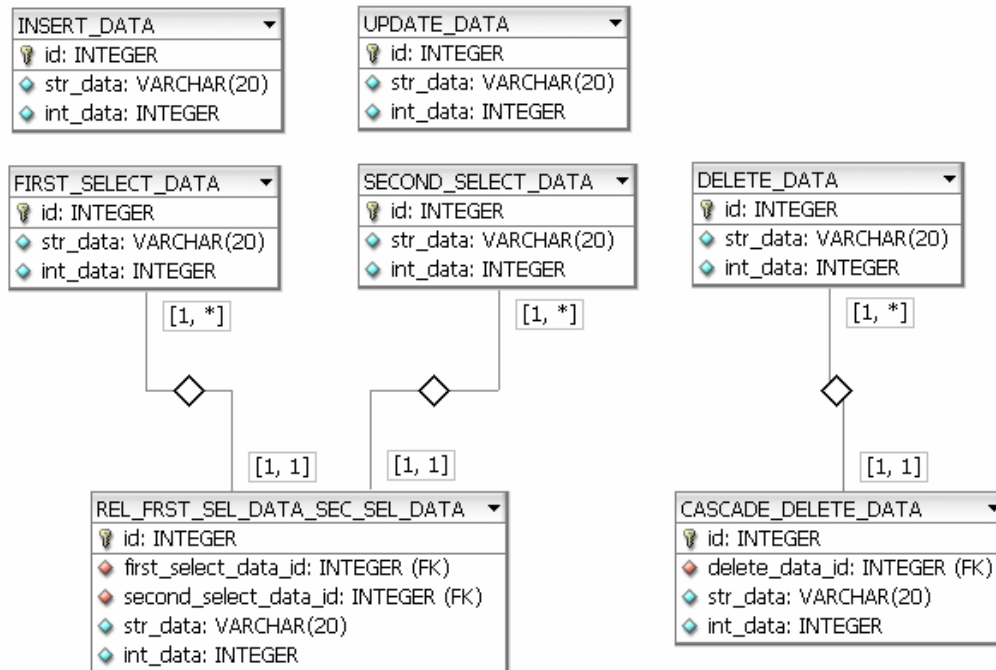 INSERT_DATA
id: INTEGER
str_data: VARCHAR(20)
int_data: INTEGER
UPDATE_DATA
id: INTEGER
str_data: VARCHAR(20)
int_data: INTEGER
FIRST_SELECT_DATA
id: INTEGER
str_data: VARCHAR(20)
int_data: INTEGER
SECOND_SELECT_DATA
id: INTEGER
str_data: VARCHAR(20)
int_data: INTEGER
DELETE_DATA
id: INTEGER
str_data: VARCHAR(20)
int_data: INTEGER
[1, *]
[1, *]
[1, *]
[1, 1]
[1, 1]
[1, 1]
REL_FRST_SEL_DATA_SEC_SEL_DATA
id: INTEGER
first_select_data_id: INTEGER (FK)
second_select_data_id: INTEGER (FK)
str_data: VARCHAR(20)
int_data: INTEGER
CASCADE_DELETE_DATA
id: INTEGER
delete_data_id: INTEGER (FK)
str_data: VARCHAR(20)
int_data: INTEGER